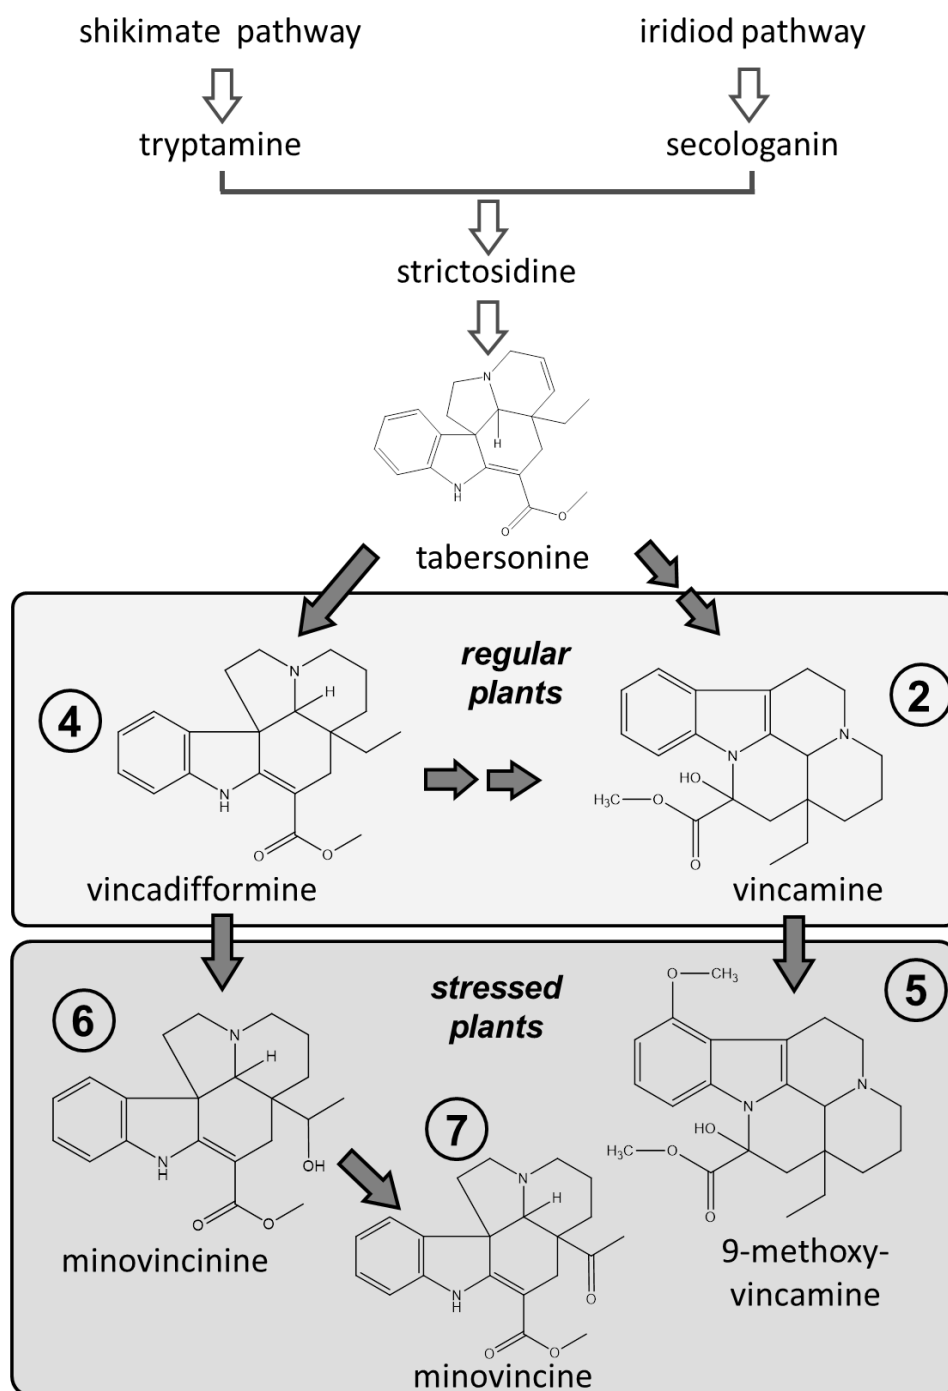 shikimate pathway
iridiod pathway
tryptamine
secologanin
strictosidine
N
H
N
H
O
O
tabersonine
regular
plants
4
N
H
N
H
O
O
vincadifformine
2
N
N
HO
H₃C
O
O
vincamine
stressed
plants
6
N
H
N
H
OH
O
O
minovincinine
7
N
H
N
H
O
O
O
minovincine
5
O
CH₃
N
N
HO
H₃C
O
O
9-methoxy-
vincamine